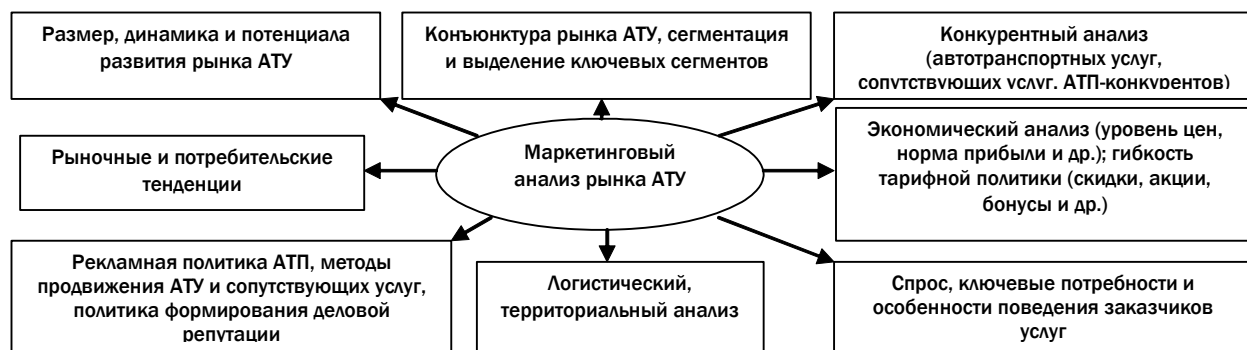 Размер, динамика и потенциала
развития рынка АТУ
Конъюнктура рынка АТУ, сегментация
и выделение ключевых сегментов
Конкурентный анализ
(автотранспортных услуг,
сопутствующих услуг, АТП-конкурентов)
Рыночные и потребительские
тенденции
Маркетинговый
анализ рынка АТУ
Экономический анализ (уровень цен,
норма прибыли и др.); гибкость
тарифной политики (скидки, акции,
бонусы и др.)
Рекламная политика АТП, методы
продвижения АТУ и сопутствующих услуг,
политика формирования деловой
репутации
Логистический,
территориальный анализ
Спрос, ключевые потребности и
особенности поведения заказчиков
услуг